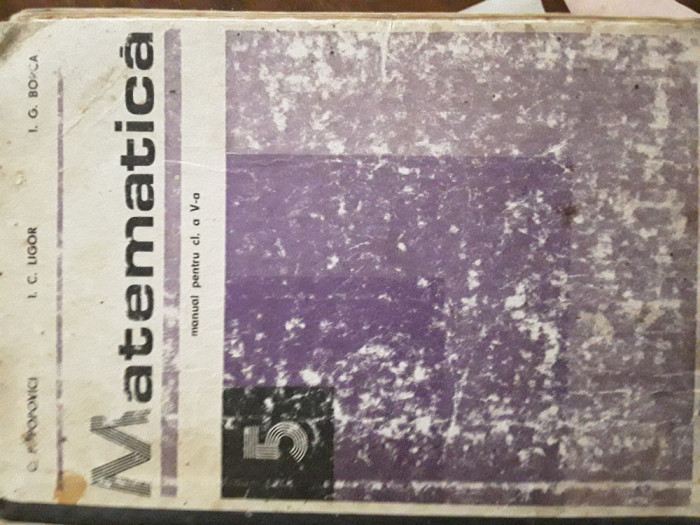 C. P. POPOVICI I. C. LIGOR I. G. BORCA
Matematică
manual pentru cl. a V-a
5